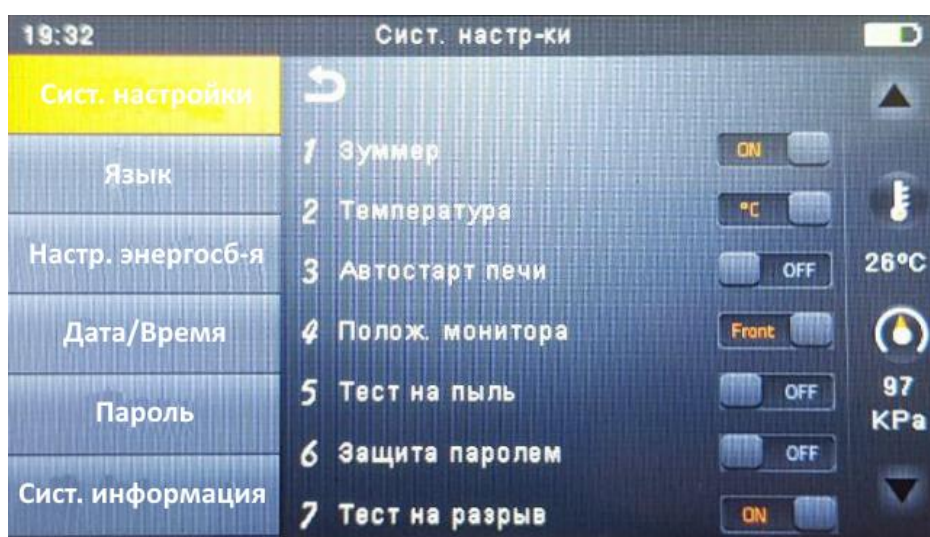 19:32 Сист. настр-ки
Сист. настройки
Язык
Настр. энергосб-я
Дата/Время
Пароль
Сист. информация
1 Зуммер ON
2 Температура °C
3 Автостарт печи OFF
4 Полож. монитора Front
5 Тест на пыль OFF
6 Защита паролем OFF
7 Тест на разрыв ON
26°C
97
KPa